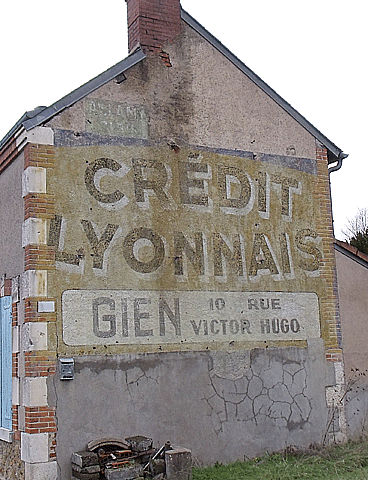 CRÉDIT
LYONNAIS
GIEN 10 RUE
VICTOR HUGO